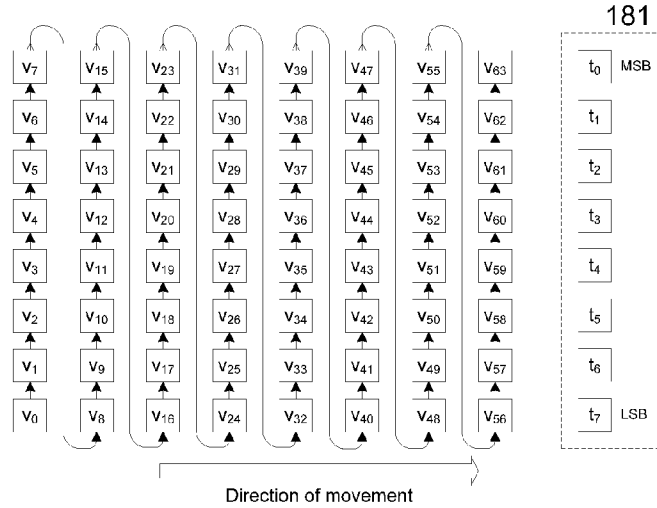 181
v7 v15 v23 v31 v39 v47 v55 v63 t0 MSB
v6 v14 v22 v30 v38 v46 v54 v62 t1
v5 v13 v21 v29 v37 v45 v53 v61 t2
v4 v12 v20 v28 v36 v44 v52 v60 t3
v3 v11 v19 v27 v35 v43 v51 v59 t4
v2 v10 v18 v26 v34 v42 v50 v58 t5
v1 v9 v17 v25 v33 v41 v49 v57 t6
v0 v8 v16 v24 v32 v40 v48 v56 t7 LSB
Direction of movement